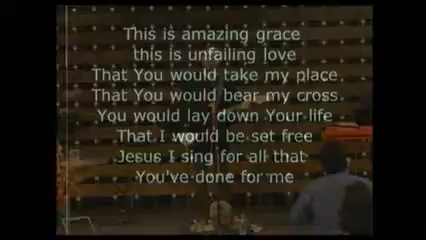 This is amazing grace
this is unfailing love
That You would take my place
That You would bear my cross
You would lay down Your life
That I would be set free
Jesus I sing for all that
You've done for me